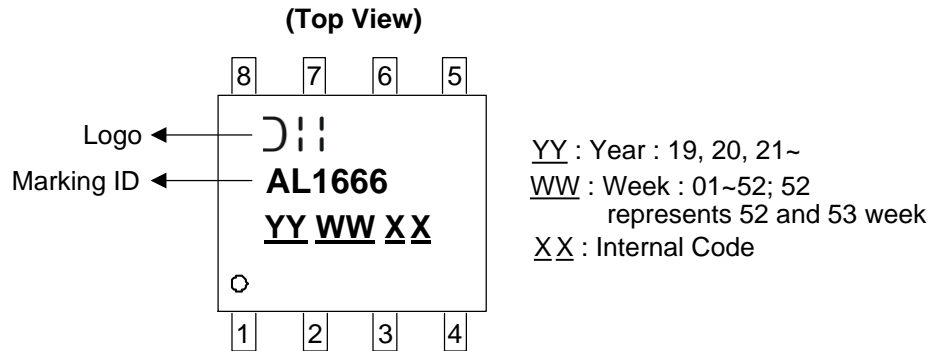 (Top View)
8 7 6 5
Logo
Marking ID
AL1666
YY WW X X
1 2 3 4
YY : Year : 19, 20, 21~
WW : Week : 01~52; 52
represents 52 and 53 week
X X : Internal Code